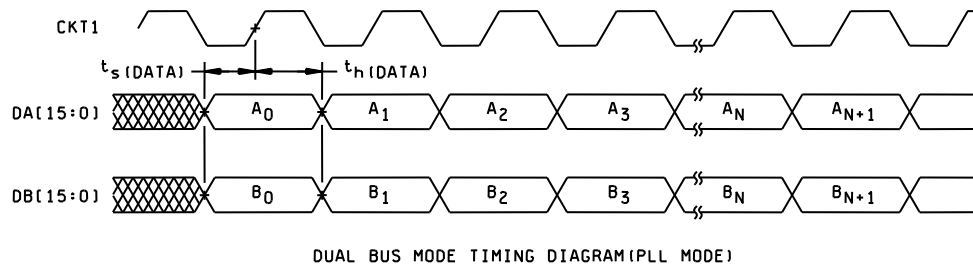 CKT1
ts(DATA) th(DATA)
DA[15:0] A0 A1 A2 A3 AN AN+1
DB[15:0] B0 B1 B2 B3 BN BN+1
DUAL BUS MODE TIMING DIAGRAM(PLL MODE)